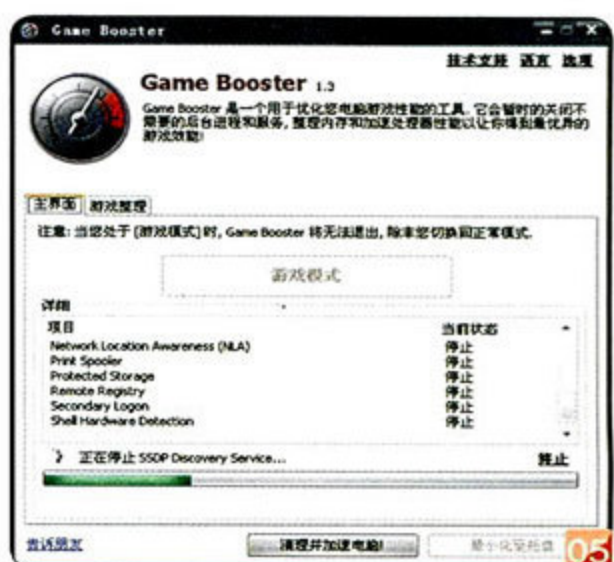 Game Booster
技术支持 语言 选项
Game Booster 1.3
Game Booster 是一个用于优化您电脑游戏性能的工具. 它会暂时的关闭不
需要的后台进程和服务, 整理内存和加速处理器性能以让你得到最优异的
游戏效能!
主界面 游戏整理
注意: 当您处于 [游戏模式] 时, Game Booster 将无法退出, 除非您切换回正常模式.
游戏模式
详细
项目 当前状态
Network Location Awareness (NLA) 停止
Print Spooler 停止
Protected Storage 停止
Remote Registry 停止
Secondary Logon 停止
Shell Hardware Detection 停止
正在停止 SSDP Discovery Service... 终止
告诉朋友 清理并加速电脑! 最小化至托盘
05